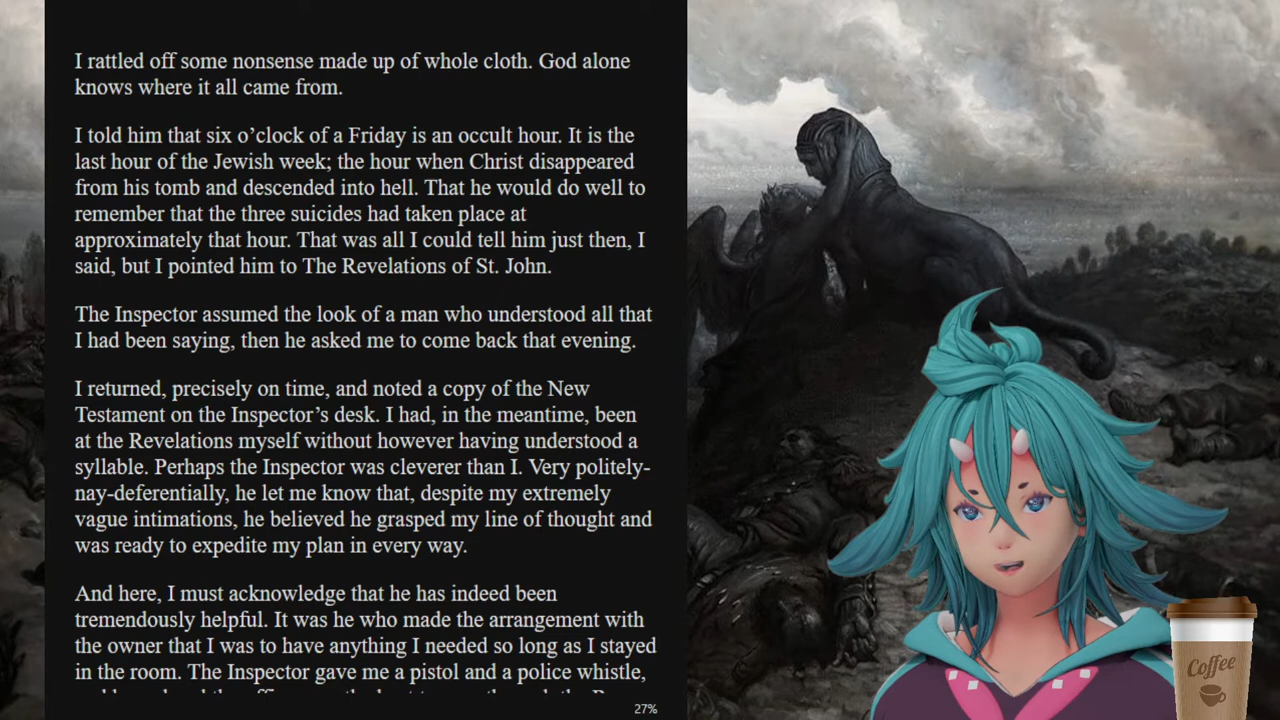 I rattled off some nonsense made up of whole cloth. God alone
knows where it all came from.
I told him that six o’clock of a Friday is an occult hour. It is the
last hour of the Jewish week; the hour when Christ disappeared
from his tomb and descended into hell. That he would do well to
remember that the three suicides had taken place at
approximately that hour. That was all I could tell him just then, I
said, but I pointed him to The Revelations of St. John.
The Inspector assumed the look of a man who understood all that
I had been saying, then he asked me to come back that evening.
I returned, precisely on time, and noted a copy of the New
Testament on the Inspector’s desk. I had, in the meantime, been
at the Revelations myself without however having understood a
syllable. Perhaps the Inspector was cleverer than I. Very politely-
nay-deferentially, he let me know that, despite my extremely
vague intimations, he believed he grasped my line of thought and
was ready to expedite my plan in every way.
And here, I must acknowledge that he has indeed been
tremendously helpful. It was he who made the arrangement with
the owner that I was to have anything I needed so long as I stayed
in the room. The Inspector gave me a pistol and a police whistle,
27%
Coffee